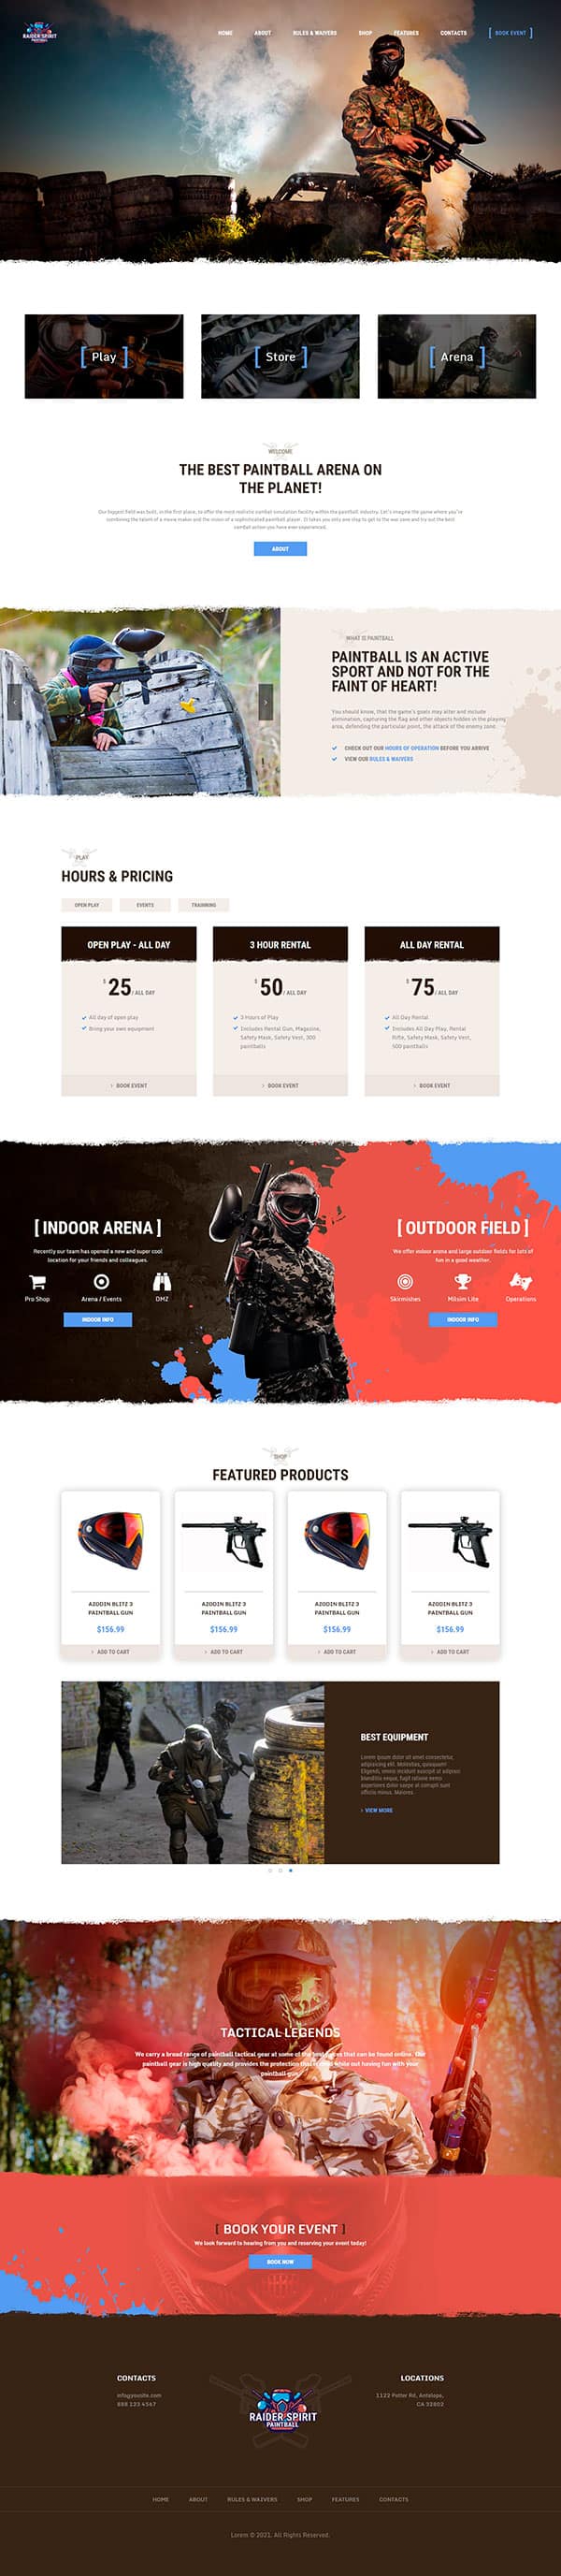 RAIDER SPIRIT
PAINTBALL
HOME ABOUT RULES & WAIVERS SHOP FEATURES CONTACTS [ BOOK EVENT ]
[ Play ] [ Store ] [ Arena ]
WELCOME
THE BEST PAINTBALL ARENA ON
THE PLANET!
Our biggest field was built, in the first place, to offer the most realistic combat simulation facility within the paintball industry. Let's imagine the game where you're
combining the talent of a movie maker and the vision of a sophisticated paintball player. It takes you only one step to get to the war zone and try out the best
combat action you have ever experienced.
ABOUT
WHAT IS PAINTBALL
PAINTBALL IS AN ACTIVE
SPORT AND NOT FOR THE
FAINT OF HEART!
You should know, that the game's goals may alter and include
elimination, capturing the flag and other objects hidden in the playing
area, defending the particular point, the attack of the enemy zone.
CHECK OUT OUR HOURS OF OPERATION BEFORE YOU ARRIVE
VIEW OUR RULES & WAIVERS
PLAY
HOURS & PRICING
OPEN PLAY EVENTS TRAINNING
OPEN PLAY - ALL DAY
$25 / ALL DAY
All day of open play
Bring your own equipment
> BOOK EVENT
3 HOUR RENTAL
$50 / ALL DAY
3 Hours of Play
Includes Rental Gun, Magazine,
Safety Mask, Safety Vest, 300
paintballs
> BOOK EVENT
ALL DAY RENTAL
$75 / ALL DAY
All Day Rental
Includes All Day Play, Rental
Rifle, Safety Mask, Safety Vest,
500 paintballs
> BOOK EVENT
[ INDOOR ARENA ]
Recently our team has opened a new and super cool
location for your friends and colleagues.
Pro Shop Arena / Events DMZ
INDOOR INFO
[ OUTDOOR FIELD ]
We offer indoor arena and large outdoor fields for lots of
fun in a good weather.
Skirmishes Milsim Lite Operations
INDOOR INFO
SHOP
FEATURED PRODUCTS
AZODIN BLITZ 3
PAINTBALL GUN
$156.99
> ADD TO CART
AZODIN BLITZ 3
PAINTBALL GUN
$156.99
> ADD TO CART
AZODIN BLITZ 3
PAINTBALL GUN
$156.99
> ADD TO CART
AZODIN BLITZ 3
PAINTBALL GUN
$156.99
> ADD TO CART
BEST EQUIPMENT
Lorem ipsum dolor sit amet consectetur,
adipisicing elit. Molestias, quisquam!
Eligendi, omnis incidunt suscipit ut adipisci
blanditiis neque, fugit ratione nemo
asperiores dolor saepe at corrupti sunt
officiis minus. Maiores.
> VIEW MORE
TACTICAL LEGENDS
We carry a broad range of paintball tactical gear at some of the best prices that can be found online. Our
paintball gear is high quality and provides the protection that is while out having fun with your
paintball gun.
[ BOOK YOUR EVENT ]
We look forward to hearing from you and reserving your event today!
BOOK NOW
CONTACTS
info@yousite.com
888 123 4567
RAIDER SPIRIT
PAINTBALL
LOCATIONS
1122 Potter Rd, Antelope,
CA 32802
HOME ABOUT RULES & WAIVERS SHOP FEATURES CONTACTS
Lorem © 2021. All Rights Reserved.